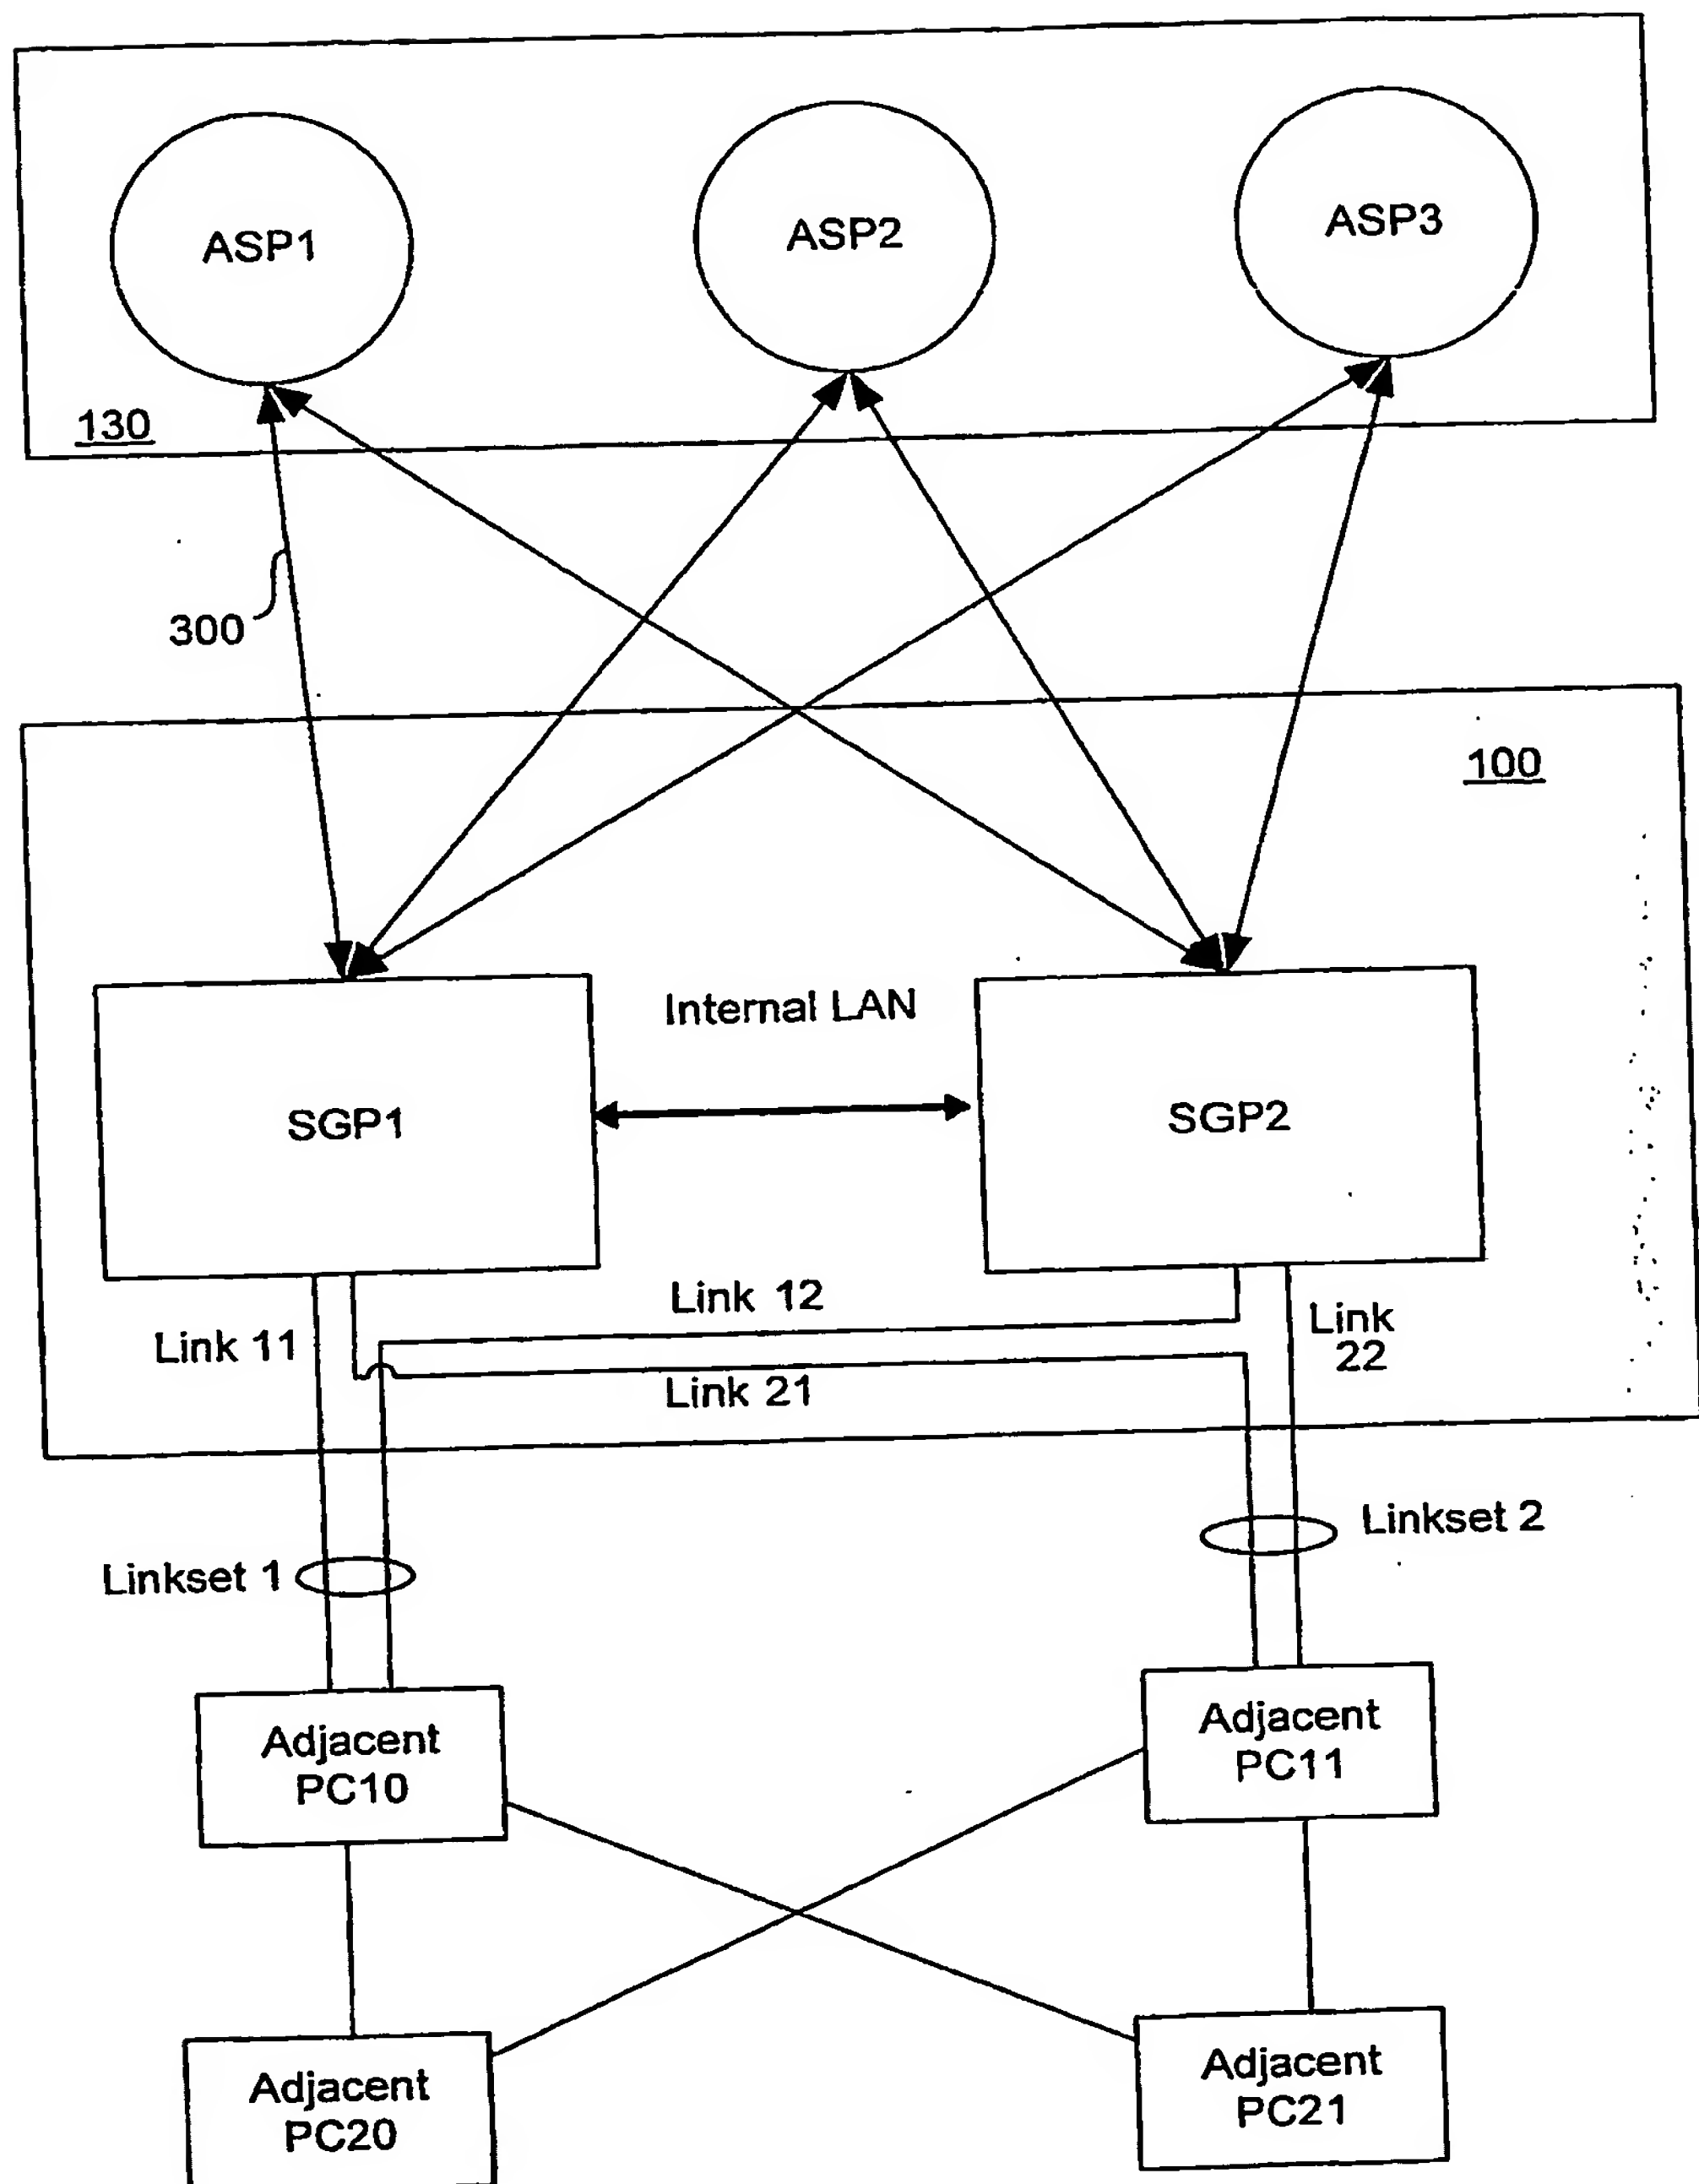 ASP1
ASP2
ASP3
130
300
100
Internal LAN
SGP1
SGP2
Link 12
Link 11
Link
22
Link 21
Linkset 1
Linkset 2
Adjacent
PC10
Adjacent
PC11
Adjacent
PC20
Adjacent
PC21